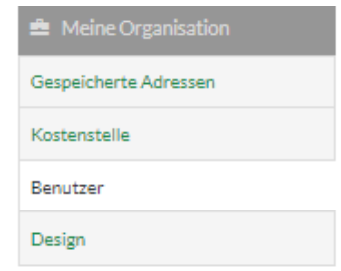 Meine Organisation
Gespeicherte Adressen
Kostenstelle
Benutzer
Design